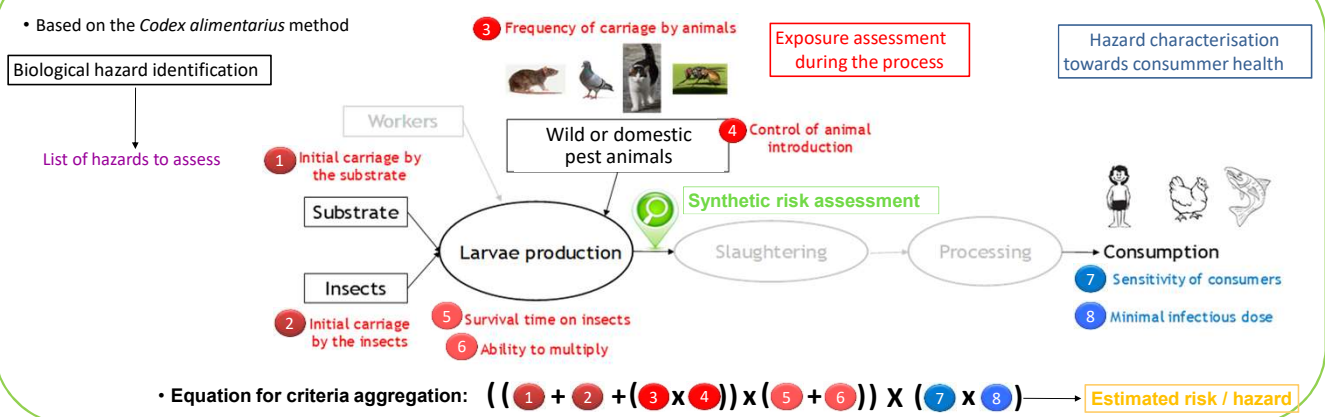 • Based on the Codex alimentarius method
Biological hazard identification
List of hazards to assess
3 Frequency of carriage by animals
Exposure assessment
during the process
Hazard characterisation
towards consummer health
Workers
Wild or domestic
pest animals
4 Control of animal
introduction
1 Initial carriage by
the substrate
Substrate
Synthetic risk assessment
Larvae production
Slaughtering
Processing
Consumption
Insects
7 Sensitivity of consumers
2 Initial carriage
by the insects
5 Survival time on insects
8 Minimal infectious dose
6 Ability to multiply
• Equation for criteria aggregation: ((1 + 2 +(3 x 4)) x (5 + 6)) X (7 x 8)
Estimated risk / hazard